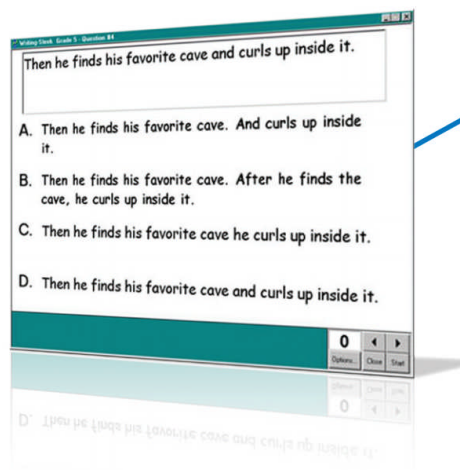 Writing Sleek Grade 5 - Question #4
Then he finds his favorite cave and curls up inside it.
A. Then he finds his favorite cave. And curls up inside
it.
B. Then he finds his favorite cave. After he finds the
cave, he curls up inside it.
C. Then he finds his favorite cave he curls up inside it.
D. Then he finds his favorite cave and curls up inside it.
0
Options...
Close
Start